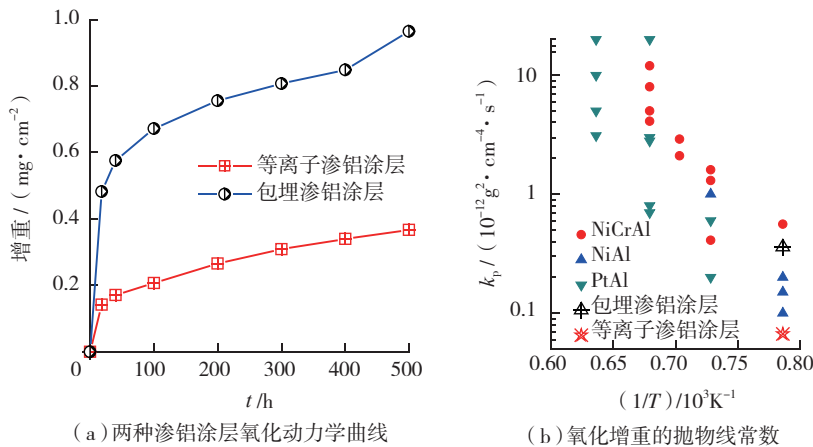 1.0
0.8
0.6
0.4
0.2
0
100
200
300
400
500
增重/(mg·cm⁻²)
等离子渗铝涂层
包埋渗铝涂层
t/h
(a)两种渗铝涂层氧化动力学曲线
10
1
0.1
0.60
0.65
0.70
0.75
0.80
kₚ/(10⁻¹²g²·cm⁻⁴·s⁻¹)
NiCrAl
NiAl
PtAl
包埋渗铝涂层
等离子渗铝涂层
(1/T)/10³K⁻¹
(b)氧化增重的抛物线常数